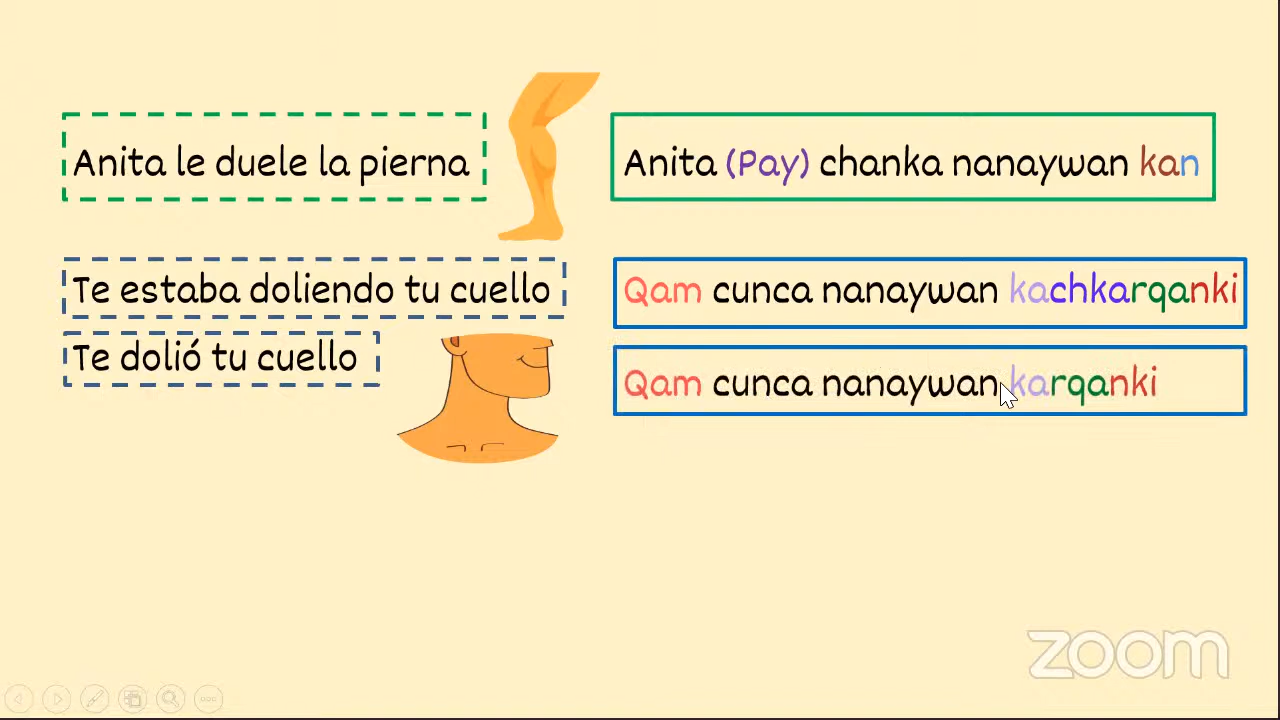 Anita le duele la pierna
Anita (Pay) chanka nanaywan kan
Te estaba doliendo tu cuello
Qam cunca nanaywan kachkarqanki
Te dolió tu cuello
Qam cunca nanaywan karqanki
zoom